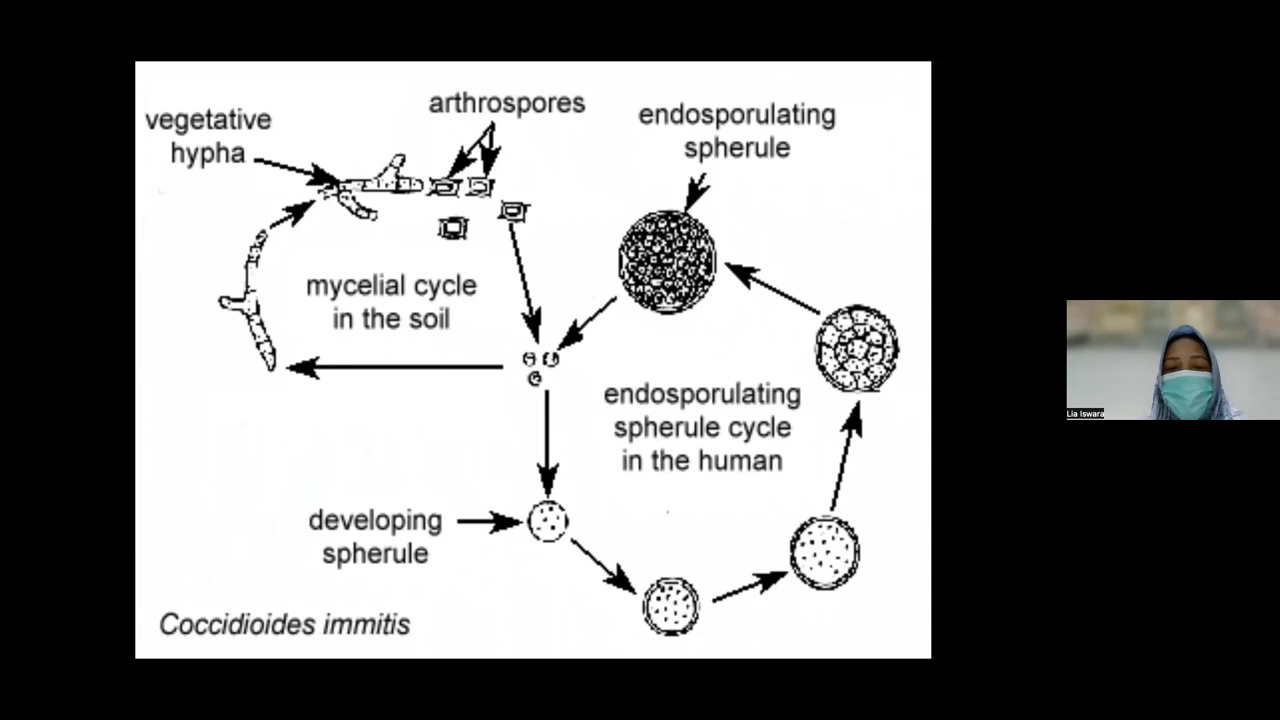 vegetative
hypha
arthrospores
endosporulating
spherule
mycelial cycle
in the soil
endosporulating
spherule cycle
in the human
developing
spherule
Coccidioides immitis
Lia Iswara